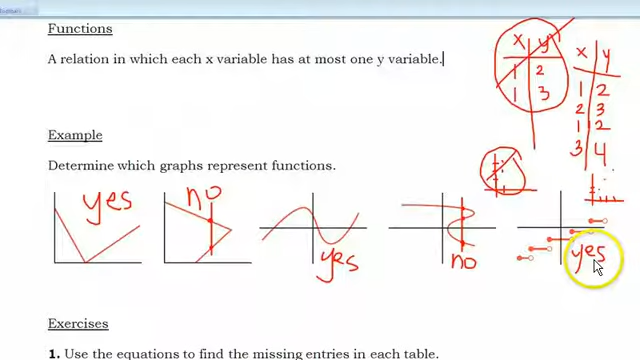 Functions
A relation in which each x variable has at most one y variable.
x y
1 2
1 3
x y
1 2
2 3
1 2
3 4
Example
Determine which graphs represent functions.
yes
no
yes
no
yes
Exercises
1. Use the equations to find the missing entries in each table.